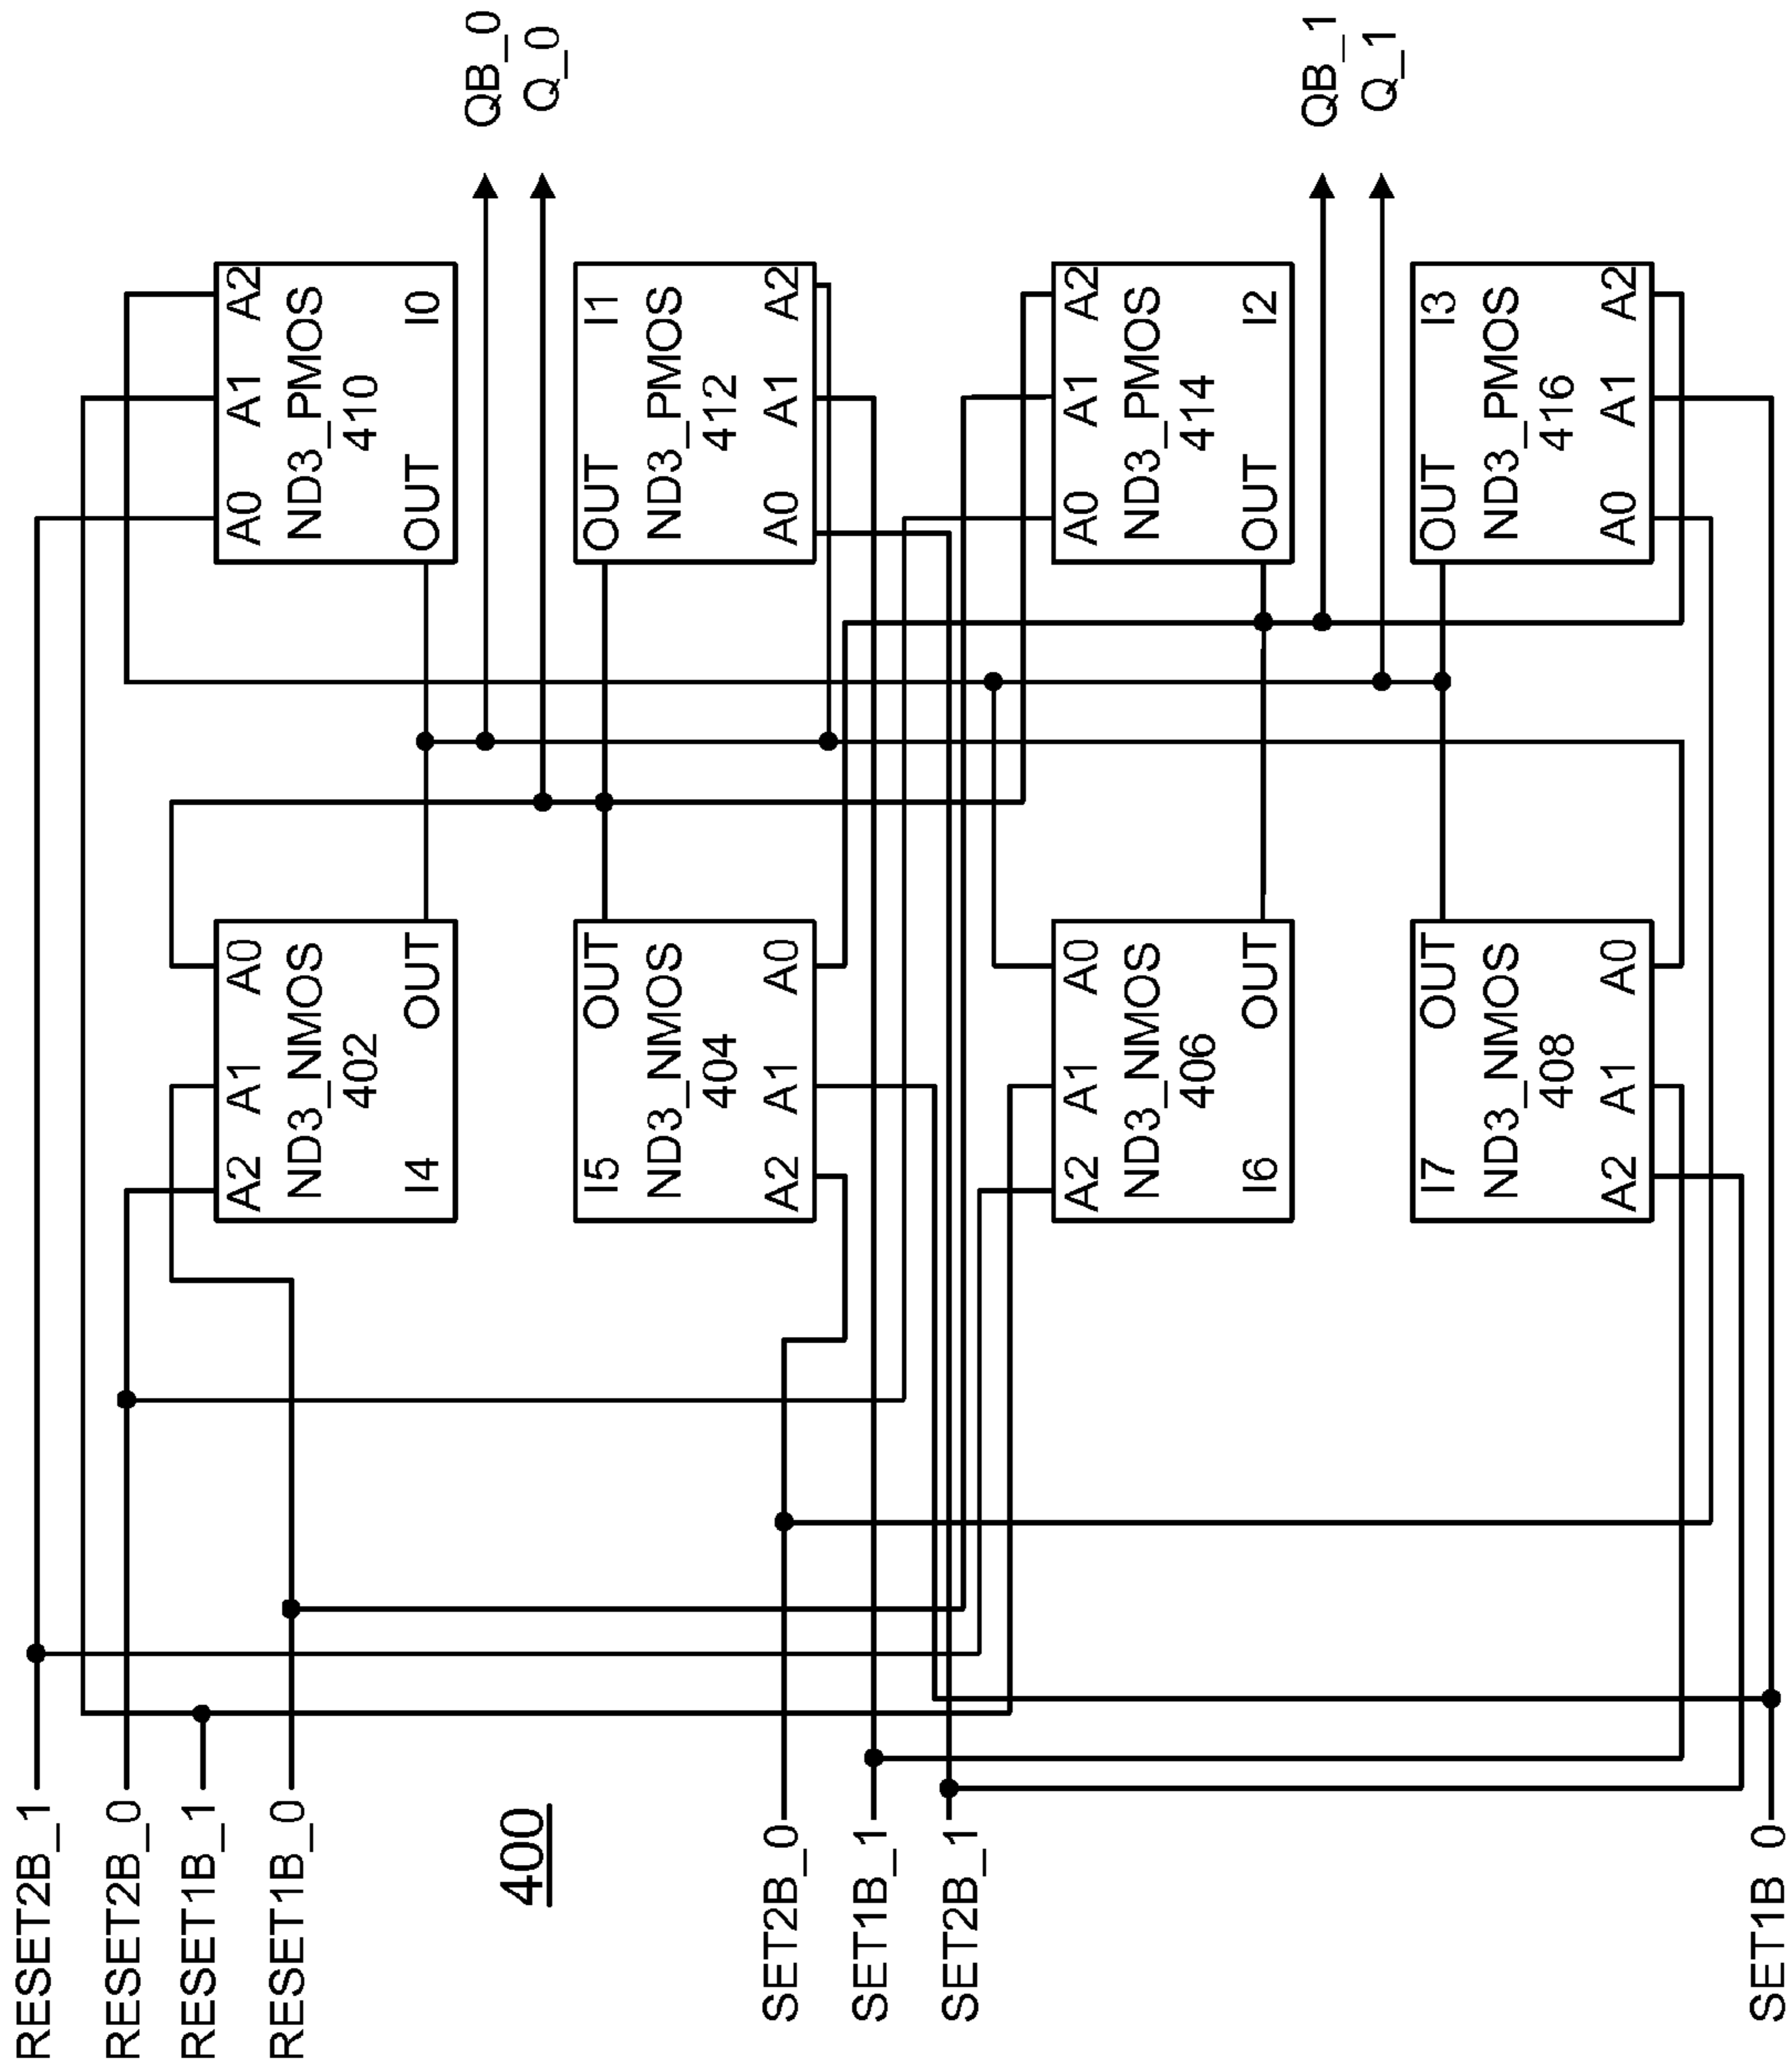 RESET2B_1
RESET2B_0
RESET1B_1
RESET1B_0
400
SET2B_0
SET1B_1
SET2B_1
SET1B_0
A2 A1 A0
ND3_NMOS
402
I4 OUT
I5 OUT
ND3_NMOS
404
A2 A1 A0
A2 A1 A0
ND3_NMOS
406
I6 OUT
I7 OUT
ND3_NMOS
408
A2 A1 A0
A0 A1 A2
ND3_PMOS
410
OUT I0
OUT I1
ND3_PMOS
412
A0 A1 A2
A0 A1 A2
ND3_PMOS
414
OUT I2
OUT I3
ND3_PMOS
416
A0 A1 A2
QB_0
Q_0
QB_1
Q_1